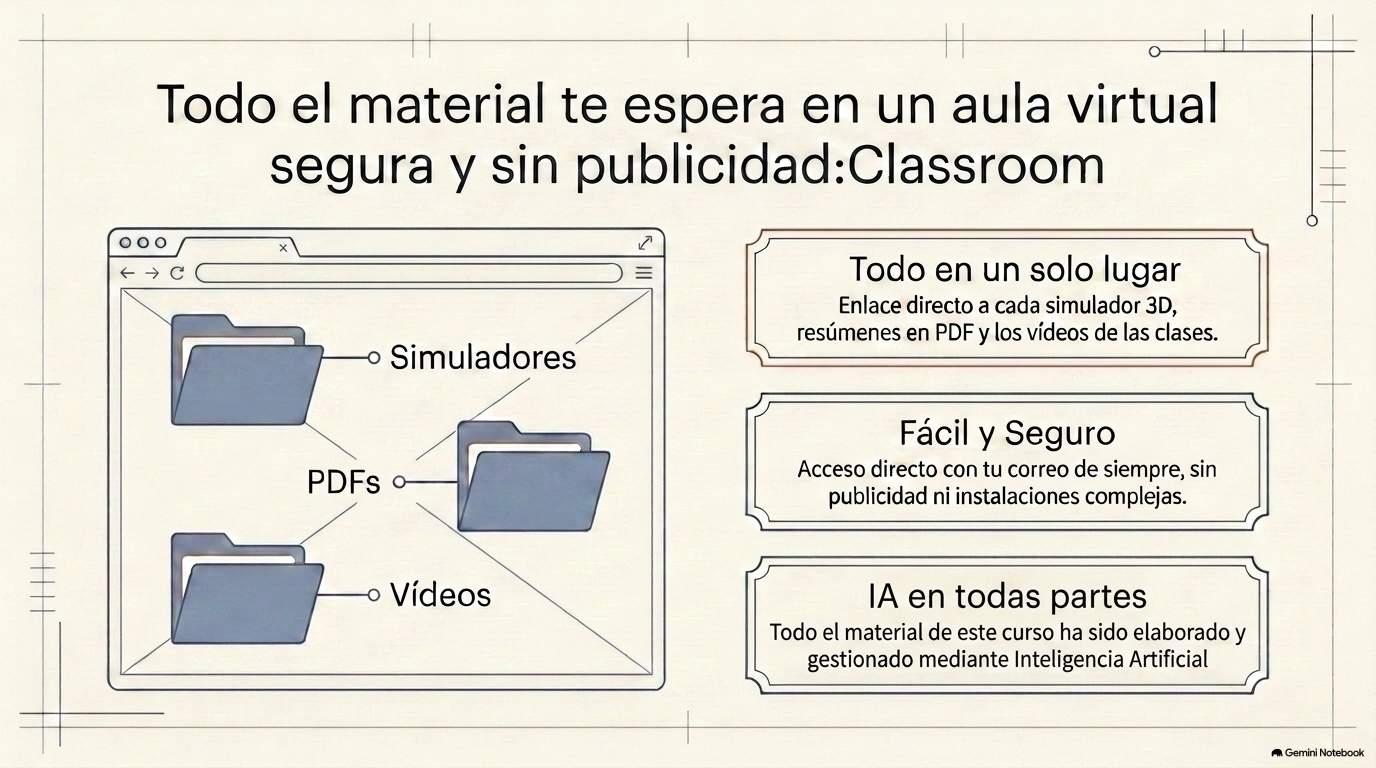 Todo el material te espera en un aula virtual
segura y sin publicidad:Classroom
Simuladores
PDFs
Vídeos
Todo en un solo lugar
Enlace directo a cada simulador 3D,
resúmenes en PDF y los vídeos de las clases.
Fácil y Seguro
Acceso directo con tu correo de siempre, sin
publicidad ni instalaciones complejas.
IA en todas partes
Todo el material de este curso ha sido elaborado y
gestionado mediante Inteligencia Artificial
Gemini Notebook